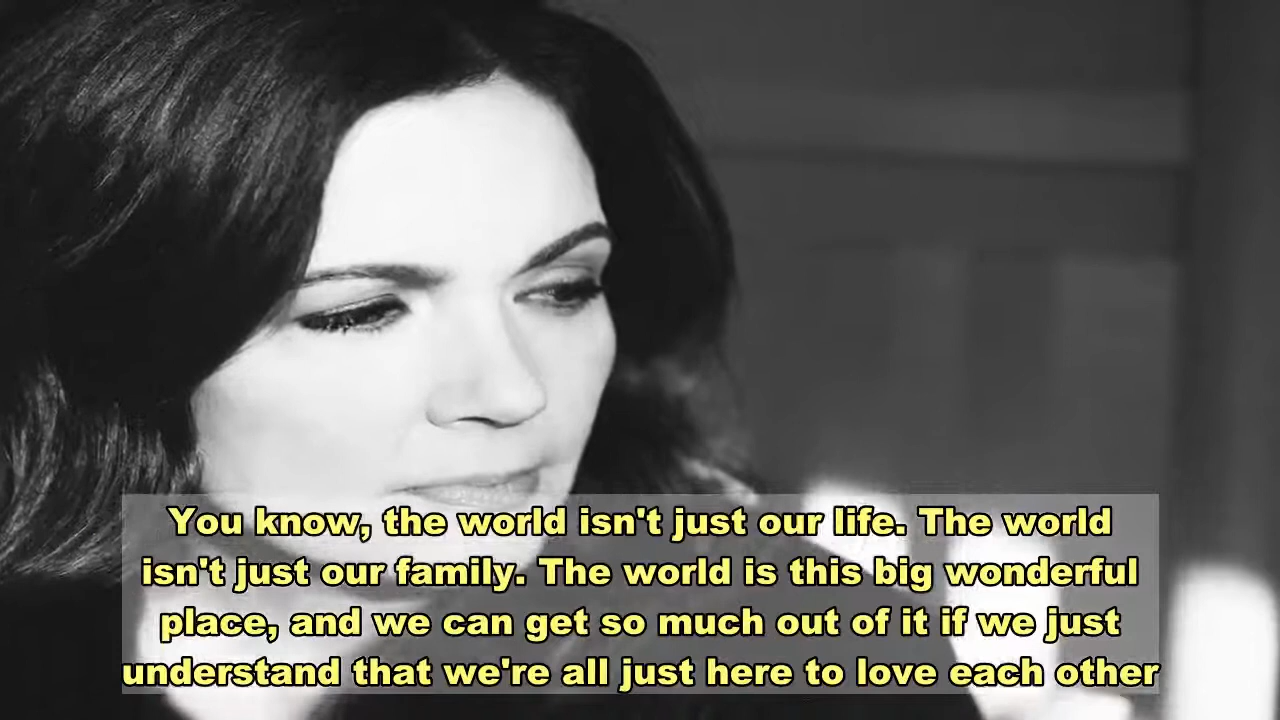 You know, the world isn't just our life. The world
isn't just our family. The world is this big wonderful
place, and we can get so much out of it if we just
understand that we're all just here to love each other